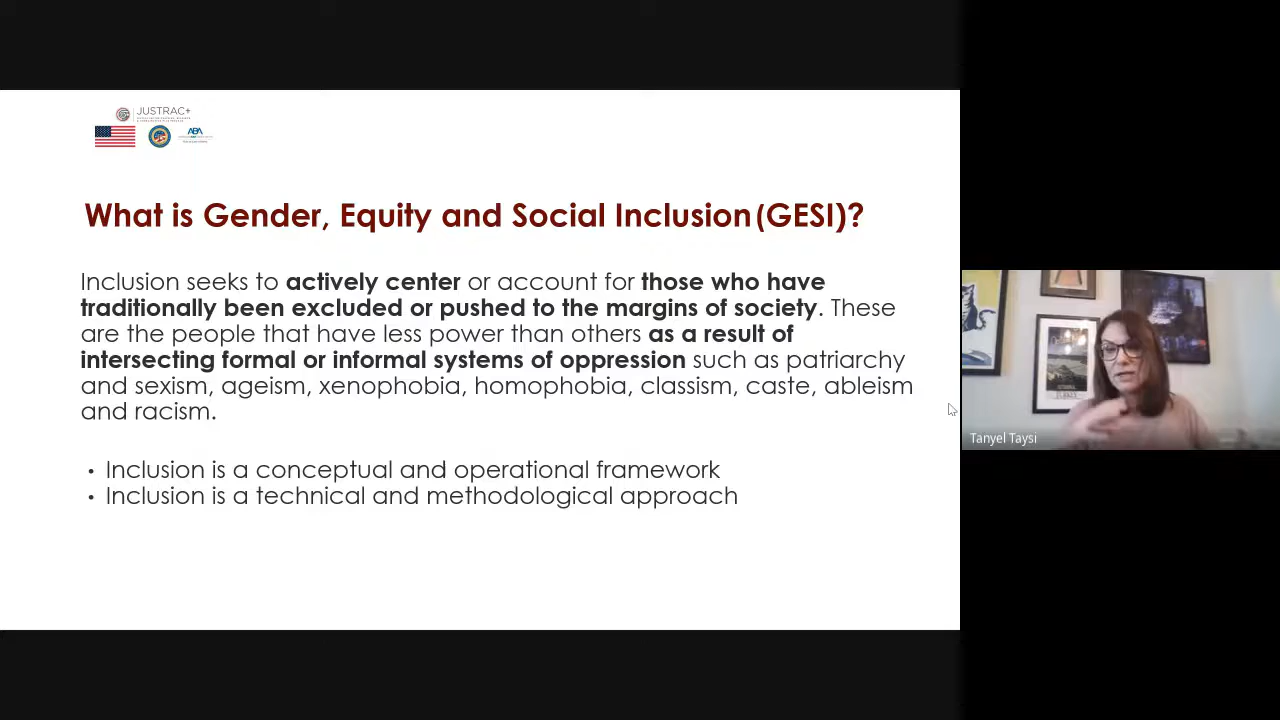 JUSTRAC+
ABA
What is Gender, Equity and Social Inclusion (GESI)?
Inclusion seeks to actively center or account for those who have
traditionally been excluded or pushed to the margins of society. These
are the people that have less power than others as a result of
intersecting formal or informal systems of oppression such as patriarchy
and sexism, ageism, xenophobia, homophobia, classism, caste, ableism
and racism.
• Inclusion is a conceptual and operational framework
• Inclusion is a technical and methodological approach
Tanyel Taysi